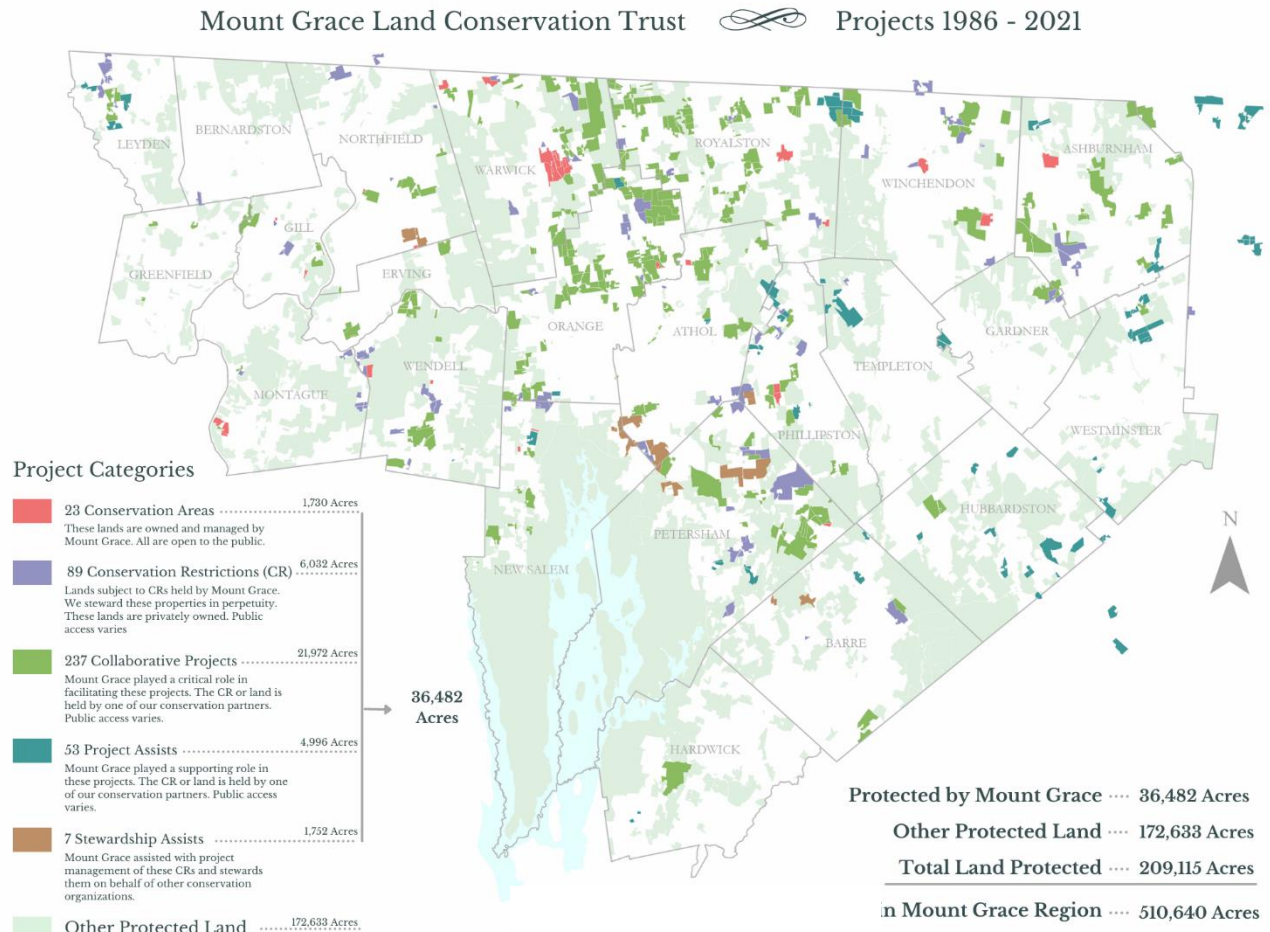 Mount Grace Land Conservation Trust Projects 1986 - 2021
LEYDEN
BERNARDSTON
NORTHFIELD
WARWICK
ROYALSTON
WINCHENDON
ASHBURNHAM
GREENFIELD
GILL
ERVING
ORANGE
ATHOL
GARDNER
MONTAGUE
WENDELL
TEMPLETON
PHILLIPSTON
WESTMINSTER
NEW SALEM
PETERSHAM
HUBBARDSTON
BARRE
HARDWICK
N
Project Categories
23 Conservation Areas 1,730 Acres
These lands are owned and managed by
Mount Grace. All are open to the public.
89 Conservation Restrictions (CR) 6,032 Acres
Lands subject to CRs held by Mount Grace.
We steward these properties in perpetuity.
These lands are privately owned. Public
access varies
237 Collaborative Projects 21,972 Acres
Mount Grace played a critical role in
facilitating these projects. The CR or land is
held by one of our conservation partners.
Public access varies.
53 Project Assists 4,996 Acres
Mount Grace played a supporting role in
these projects. The CR or land is held by one
of our conservation partners. Public access
varies.
7 Stewardship Assists 1,752 Acres
Mount Grace assisted with project
management of these CRs and stewards
them on behalf of other conservation
organizations.
Other Protected Land 172,633 Acres
36,482
Acres
Protected by Mount Grace ···· 36,482 Acres
Other Protected Land ···· 172,633 Acres
Total Land Protected ···· 209,115 Acres
in Mount Grace Region ···· 510,640 Acres